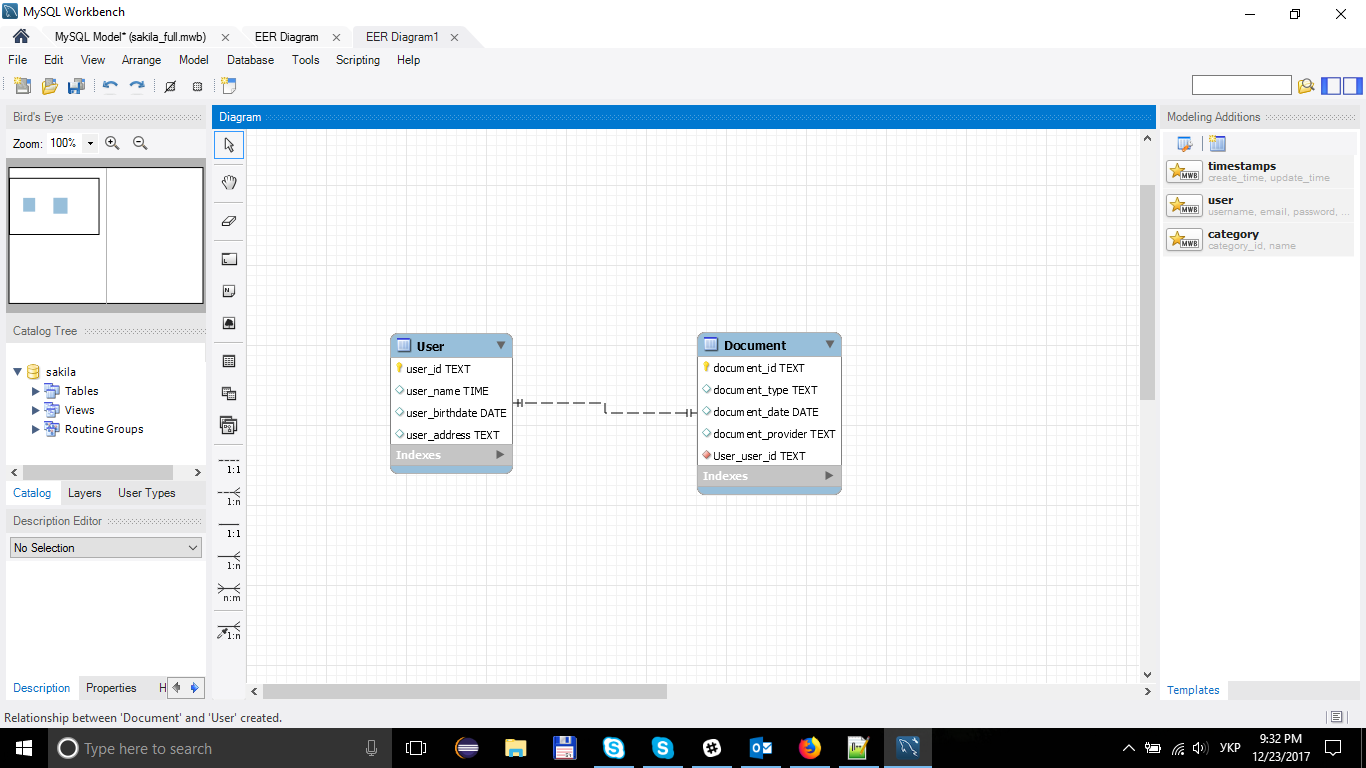 MySQL Workbench
MySQL Model* (sakila_full.mwb)
EER Diagram
EER Diagram1
File Edit View Arrange Model Database Tools Scripting Help
Bird's Eye
Zoom: 100%
Catalog Tree
sakila
Tables
Views
Routine Groups
Catalog Layers User Types
Description Editor
No Selection
Description Properties H
1:1
1:n
1:1
1:n
n:m
1:n
Diagram
User
user_id TEXT
user_name TIME
user_birthdate DATE
user_address TEXT
Indexes
Document
document_id TEXT
document_type TEXT
document_date DATE
document_provider TEXT
User_user_id TEXT
Indexes
Modeling Additions
MWB
timestamps
create_time, update_time
MWB
user
username, email, password, ...
MWB
category
category_id, name
Templates
Relationship between 'Document' and 'User' created.
Type here to search
УКР
9:32 PM
12/23/2017